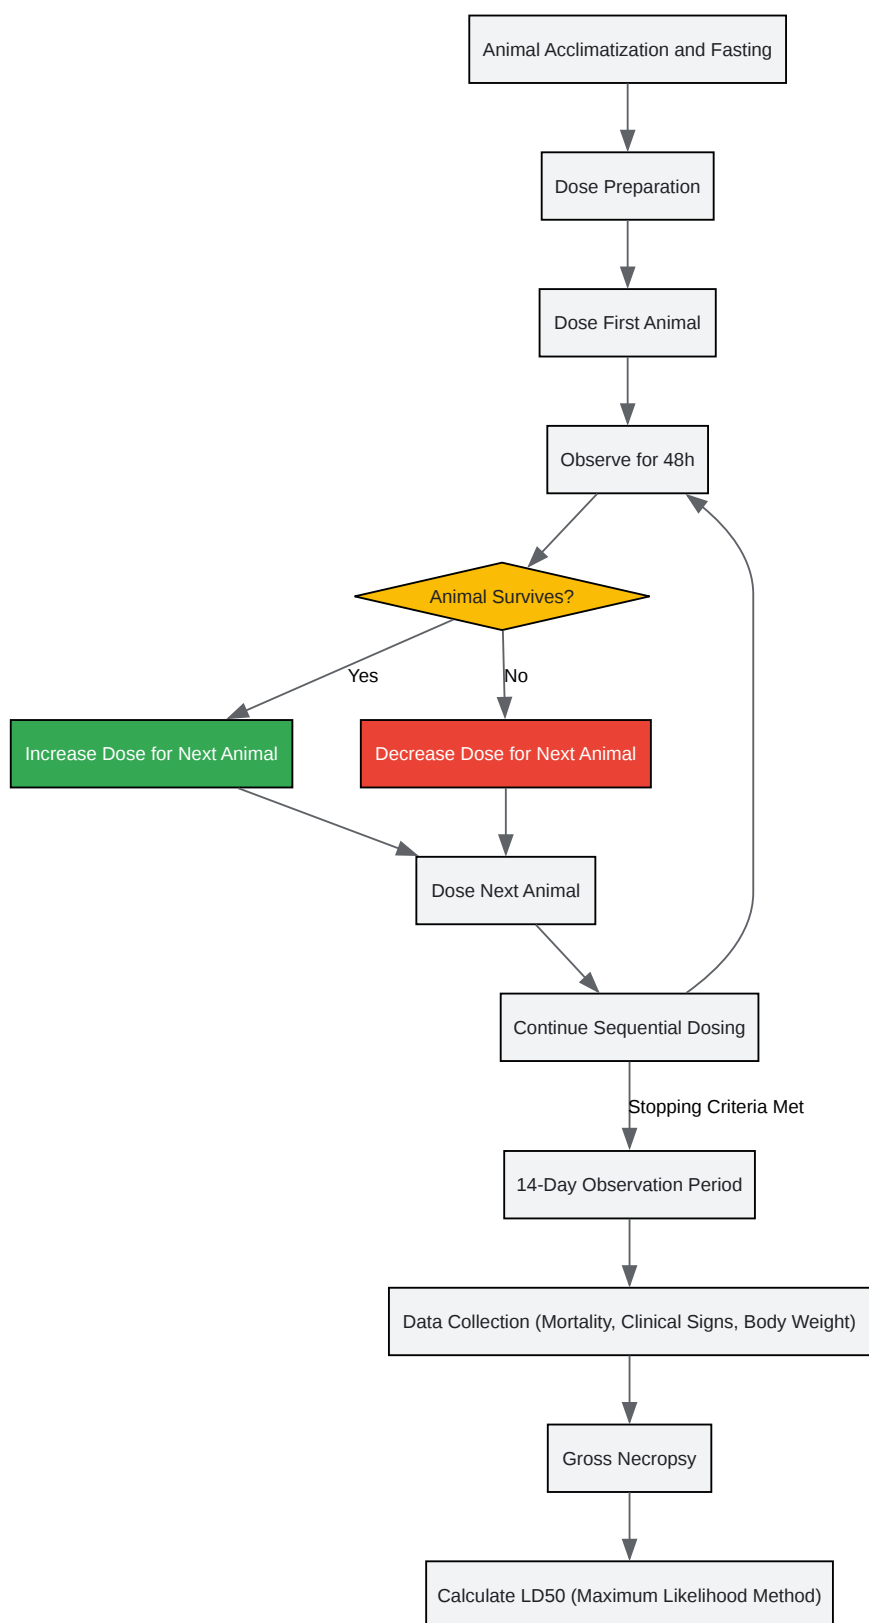 Animal Acclimatization and Fasting
Dose Preparation
Dose First Animal
Observe for 48h
Animal Survives?
Yes
No
Increase Dose for Next Animal
Decrease Dose for Next Animal
Dose Next Animal
Continue Sequential Dosing
Stopping Criteria Met
14-Day Observation Period
Data Collection (Mortality, Clinical Signs, Body Weight)
Gross Necropsy
Calculate LD50 (Maximum Likelihood Method)